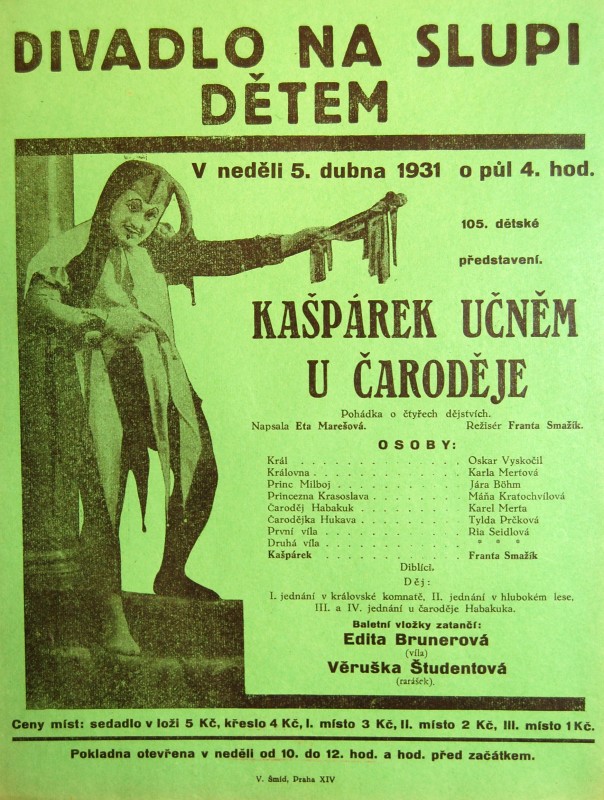 DIVADLO NA SLUPI
DĚTEM
V neděli 5. dubna 1931 o půl 4. hod.
105. dětské
představení.
KAŠPÁREK UČNĚM
U ČARODĚJE
Pohádka o čtyřech dějstvích.
Napsala Eta Marešová. Režisér Franta Smažík.
OSOBY:
Král . . . . . . . . . . . . . Oskar Vyskočil
Královna . . . . . . . . . . . Karla Mertová
Princ Milboj . . . . . . . . . . Jára Böhm
Princezna Krasoslava . . . . . . . Máňa Kratochvílová
Čaroděj Habakuk . . . . . . . . Karel Merta
Čarodějka Hukava . . . . . . . . Tylda Prčková
První víla . . . . . . . . . . . Ria Seidlová
Druhá víla . . . . . . . . . . . * * *
Kašpárek . . . . . . . . . . . Franta Smažík
Diblíci.
Děj:
I. jednání v královské komnatě, II. jednání v hlubokém lese,
III. a IV. jednání u čaroděje Habakuka.
Baletní vložky zatančí:
Edita Brunerová
(víla)
Věruška Študentová
(rarášek).
Ceny míst: sedadlo v loži 5 Kč, křeslo 4 Kč, I. místo 3 Kč, II. místo 2 Kč, III. místo 1 Kč.
Pokladna otevřena v neděli od 10. do 12. hod. a hod. před začátkem.
V. Šmíd, Praha XIV